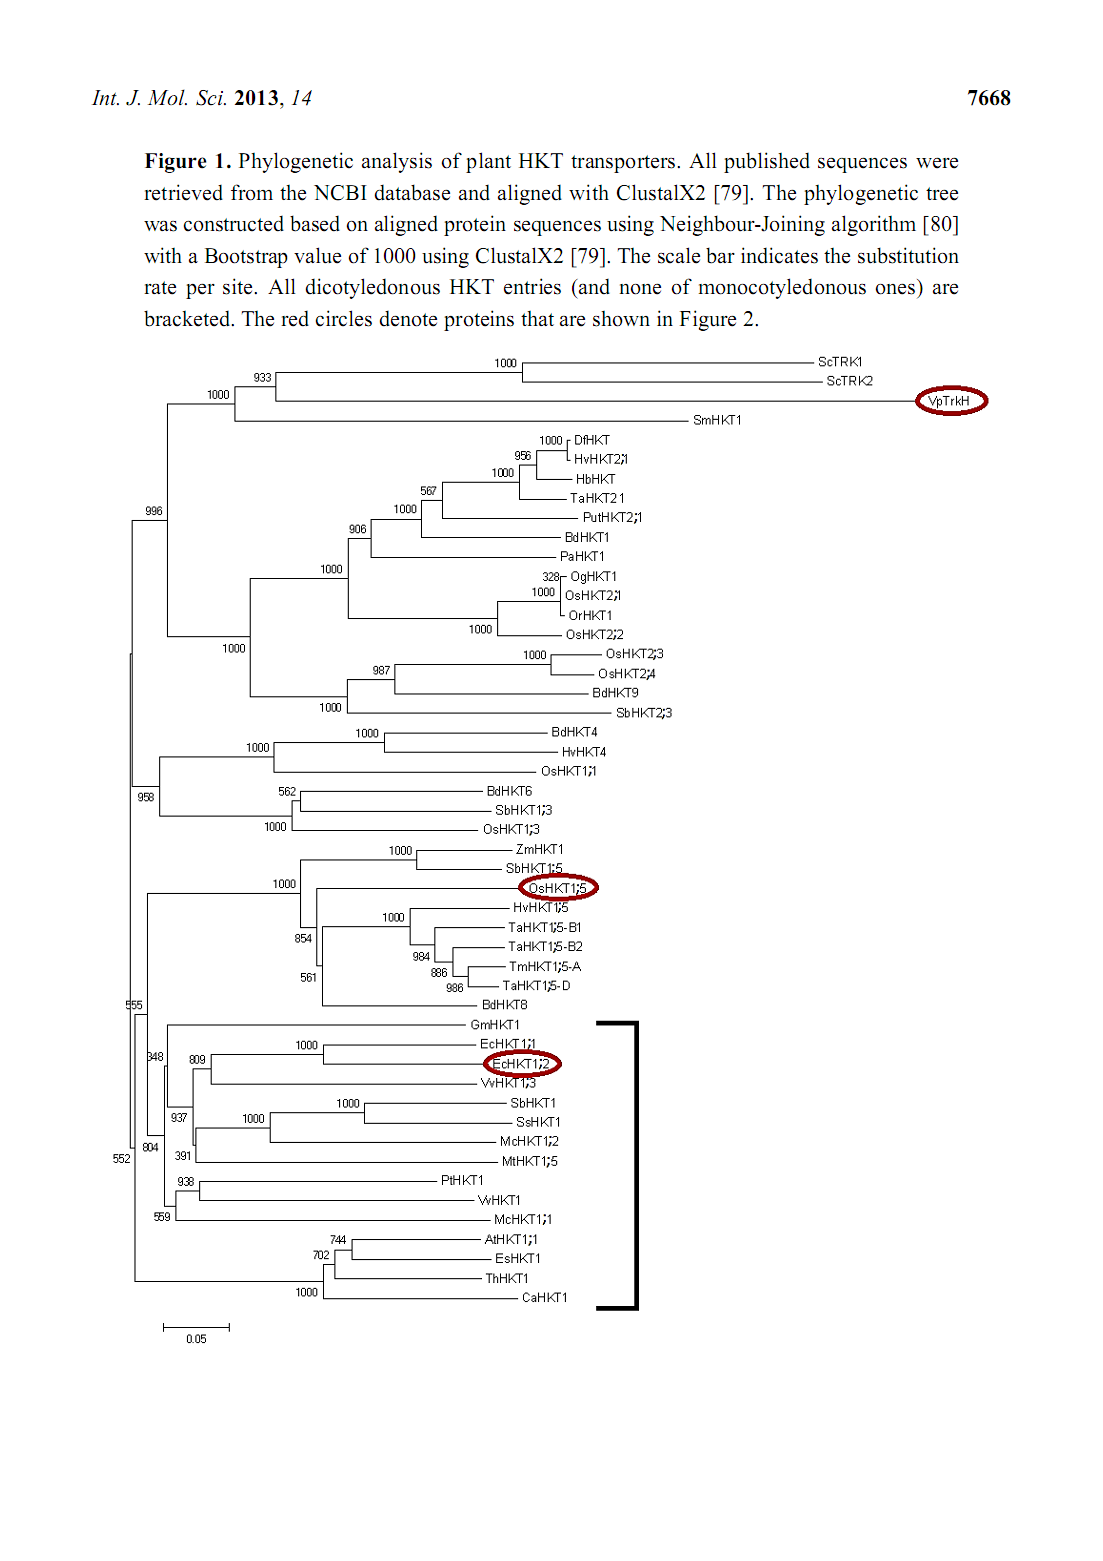 Int. J. Mol. Sci. 2013, 14 7668
Figure 1. Phylogenetic analysis of plant HKT transporters. All published sequences were
retrieved from the NCBI database and aligned with ClustalX2 [79]. The phylogenetic tree
was constructed based on aligned protein sequences using Neighbour-Joining algorithm [80]
with a Bootstrap value of 1000 using ClustalX2 [79]. The scale bar indicates the substitution
rate per site. All dicotyledonous HKT entries (and none of monocotyledonous ones) are
bracketed. The red circles denote proteins that are shown in Figure 2.
1000 ScTRK1
933 ScTRK2
1000 VpTrkH
SmHKT1
1000 DfHKT
956 HvHKT2;1
1000 HbHKT
567 TaHKT2 1
1000 PutHKT2;1
906 BdHKT1
PaHKT1
1000 328 OgHKT1
996 1000 OsHKT2;1
OrHKT1
1000 OsHKT2;2
1000 1000 OsHKT2;3
987 OsHKT2;4
BdHKT9
1000 SbHKT2;3
1000 BdHKT4
1000 HvHKT4
OsHKT1;1
958 562 BdHKT6
SbHKT1;3
1000 OsHKT1;3
1000 ZmHKT1
SbHKT1;5
1000 OsHKT1;5
HvHKT1;5
1000 TaHKT1;5-B1
854 TaHKT1;5-B2
984 TmHKT1;5-A
886
561 986 TaHKT1;5-D
555 BdHKT8
GmHKT1
1000 EcHKT1;1
348 809 EcHKT1;2
VvHKT1;3
1000 SbHKT1
937 1000 SsHKT1
804 McHKT1;2
552 391 MtHKT1;5
938 PtHKT1
VvHKT1
559 McHKT1;1
744 AtHKT1;1
702 EsHKT1
ThHKT1
1000 CaHKT1
0.05